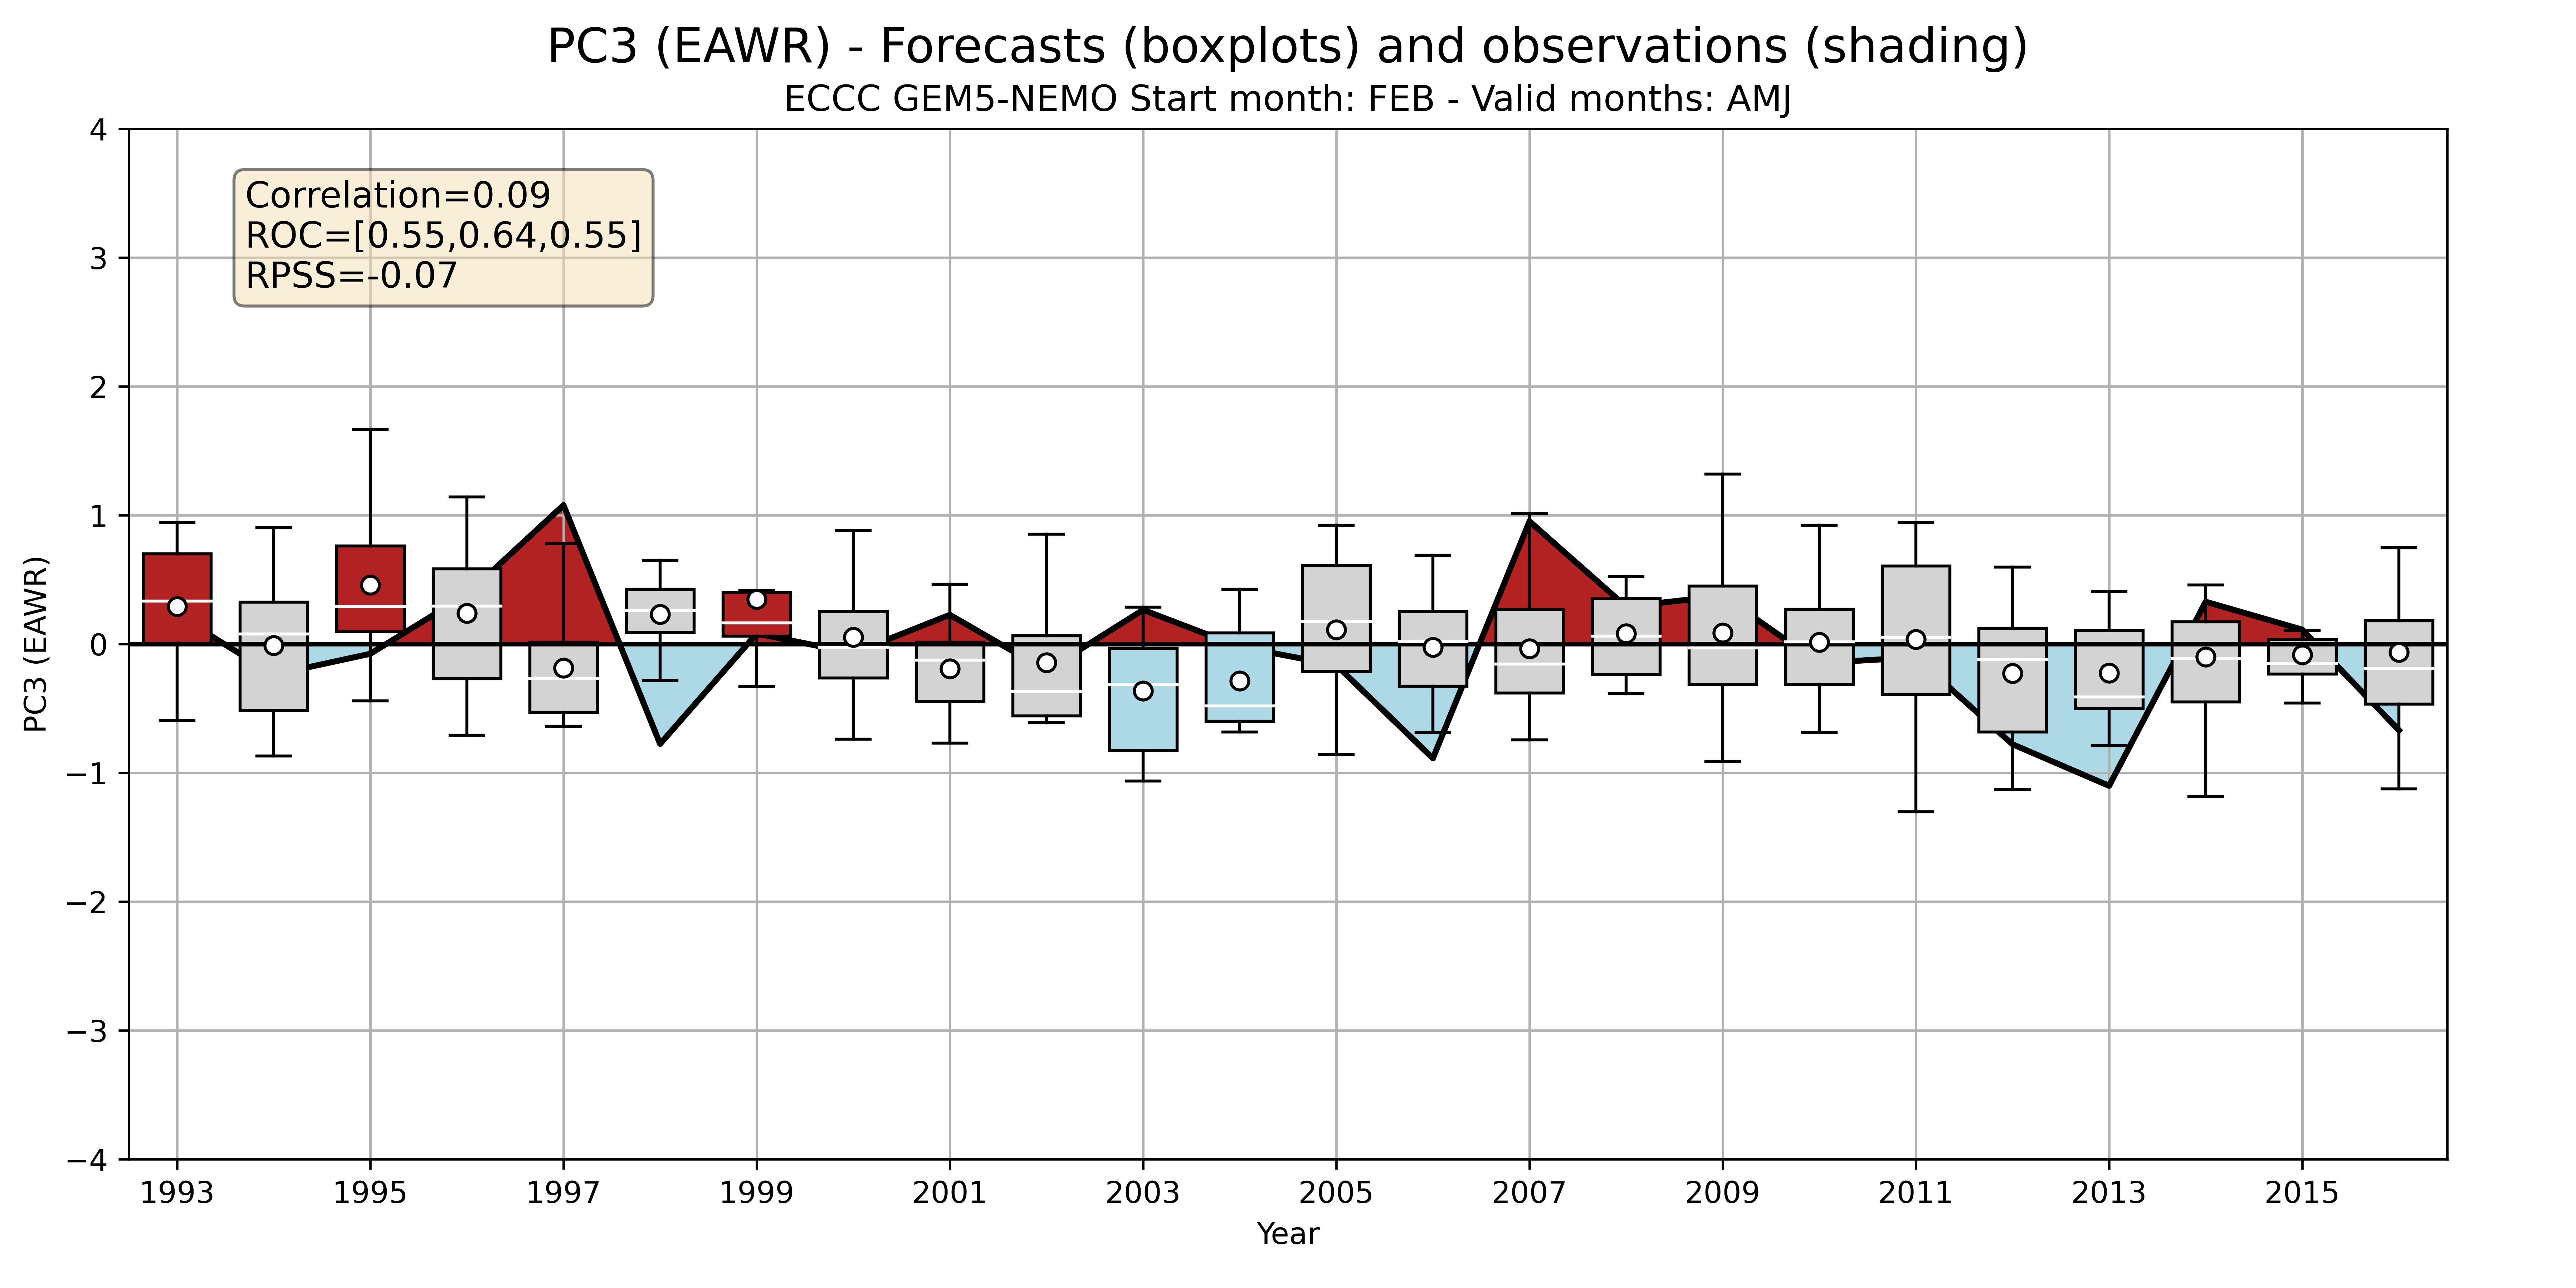 PC3 (EAWR) - Forecasts (boxplots) and observations (shading)
ECCC GEM5-NEMO Start month: FEB - Valid months: AMJ
Correlation=0.09
ROC=[0.55,0.64,0.55]
RPSS=-0.07
PC3 (EAWR)
4
3
2
1
0
−1
−2
−3
−4
1993 1995 1997 1999 2001 2003 2005 2007 2009 2011 2013 2015
Year